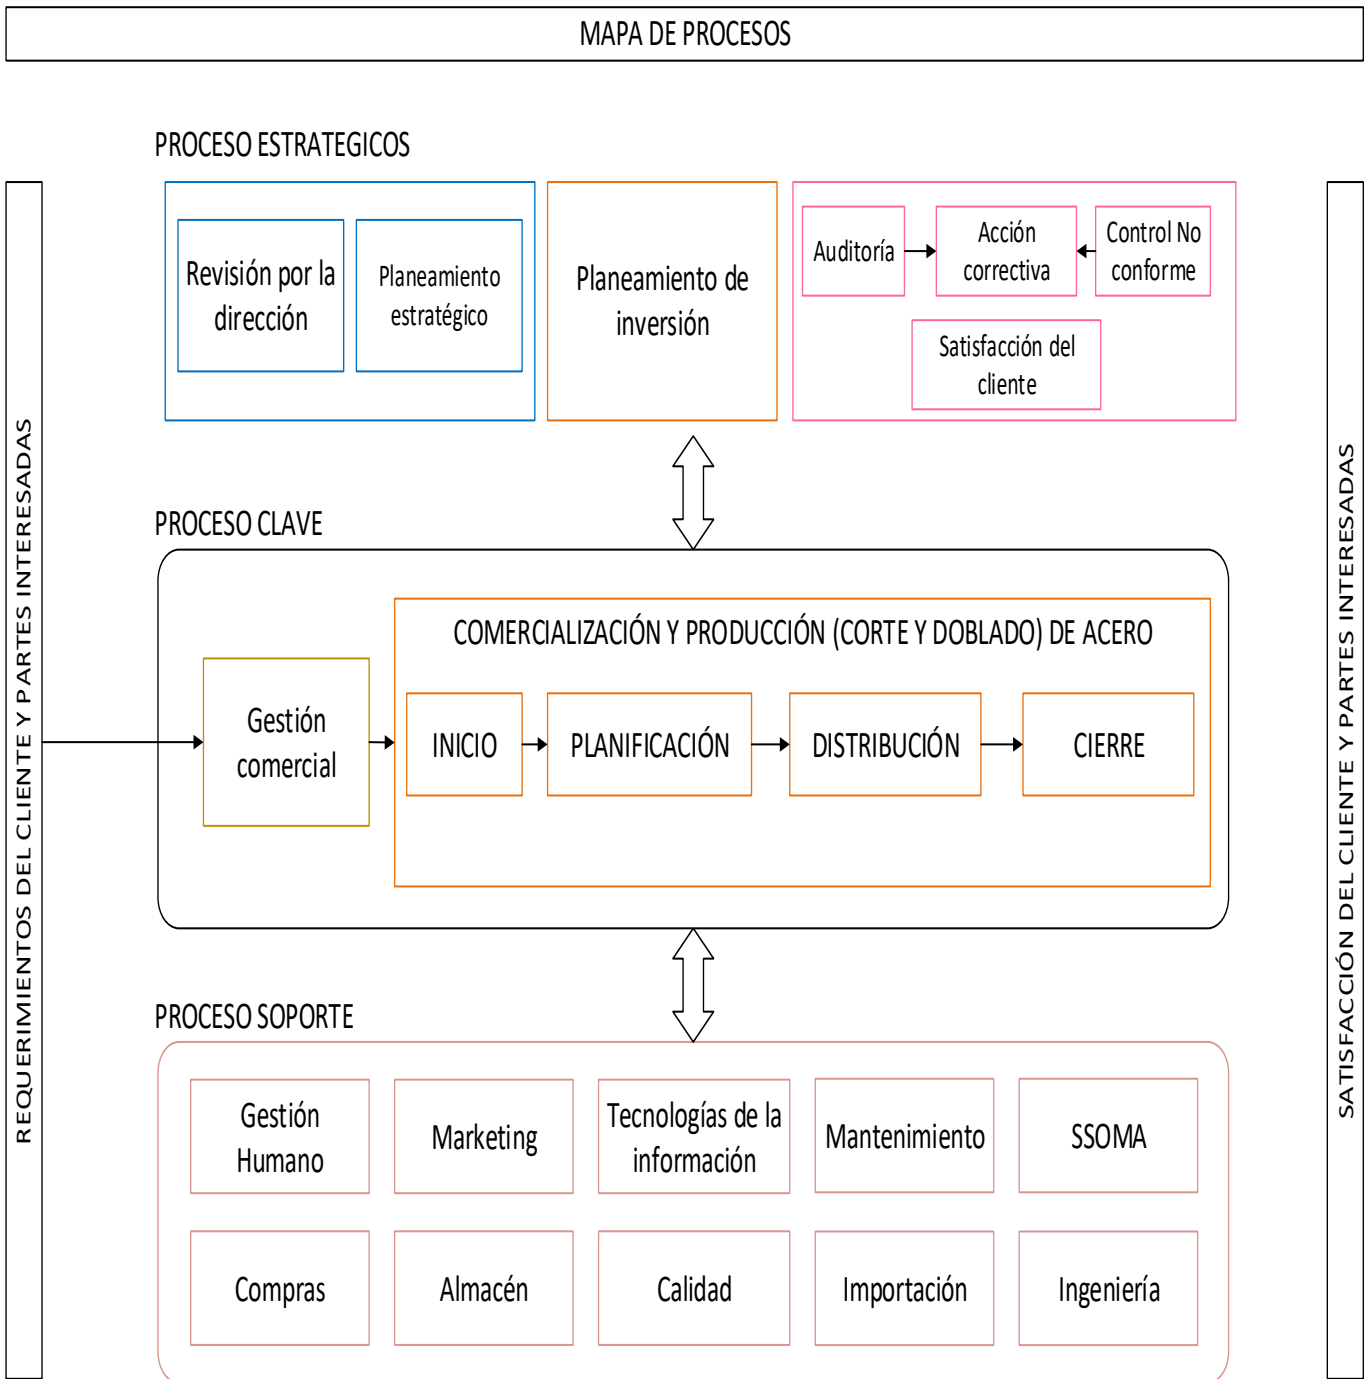 MAPA DE PROCESOS
PROCESO ESTRATEGICOS
Revisión por la
dirección
Planeamiento
estratégico
Planeamiento de
inversión
Auditoría
Acción
correctiva
Control No
conforme
Satisfacción del
cliente
REQUERIMIENTOS DEL CLIENTE Y PARTES INTERESADAS
PROCESO CLAVE
Gestión
comercial
COMERCIALIZACIÓN Y PRODUCCIÓN (CORTE Y DOBLADO) DE ACERO
INICIO
PLANIFICACIÓN
DISTRIBUCIÓN
CIERRE
SATISFACCIÓN DEL CLIENTE Y PARTES INTERESADAS
PROCESO SOPORTE
Gestión
Humano
Marketing
Tecnologías de la
información
Mantenimiento
SSOMA
Compras
Almacén
Calidad
Importación
Ingeniería